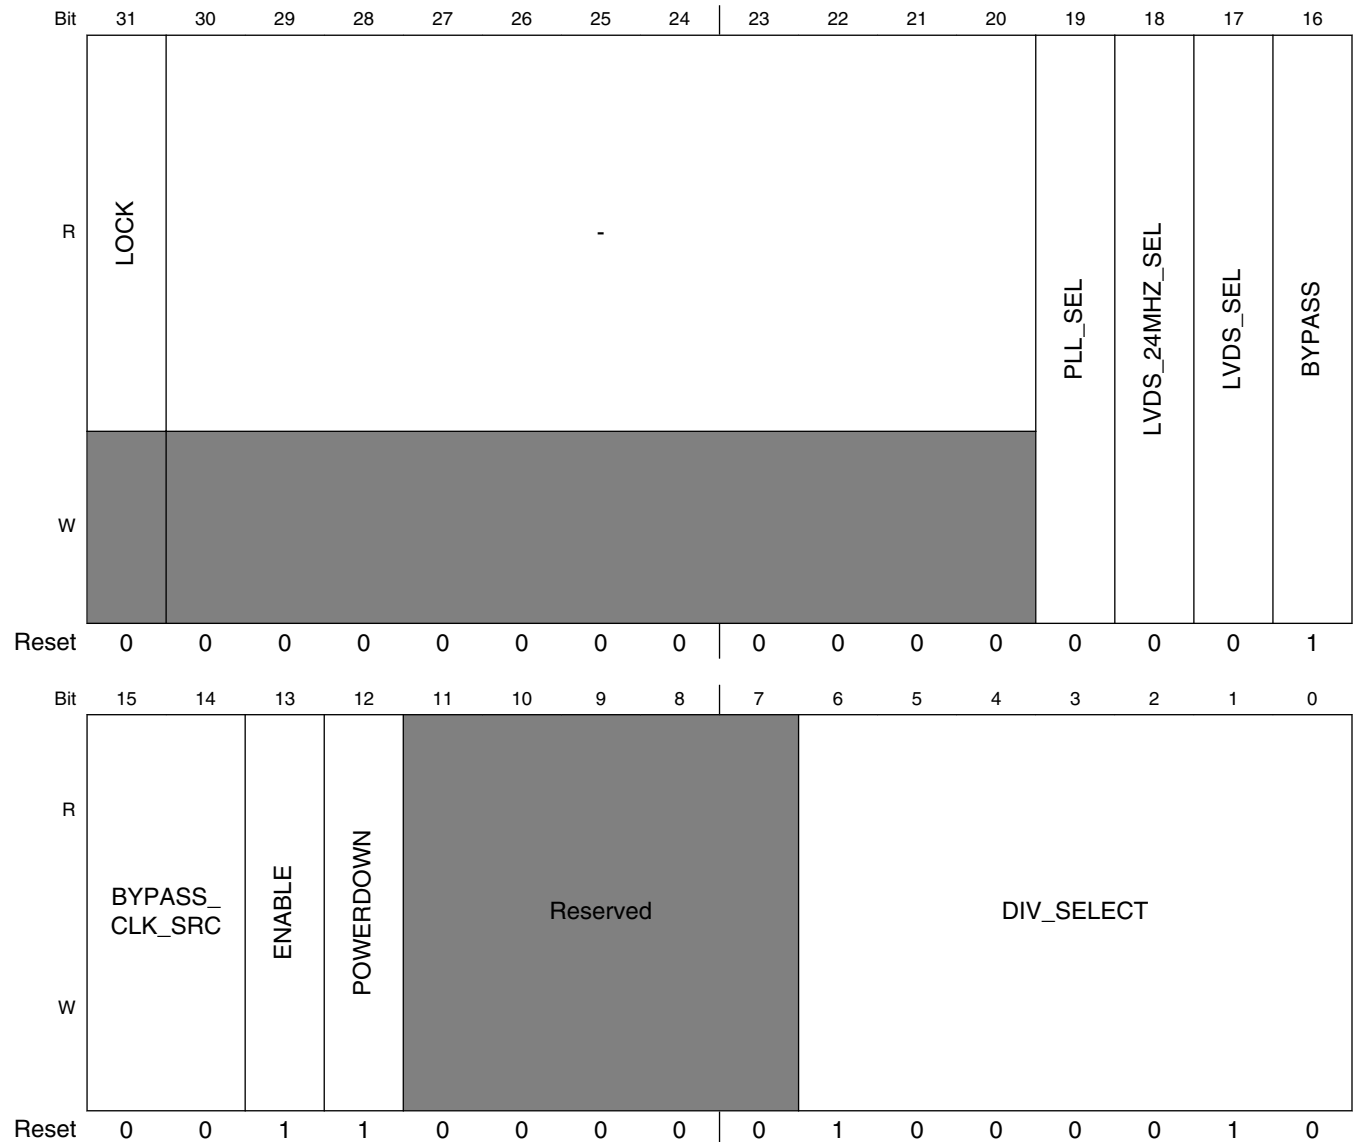 Bit 31 30 29 28 27 26 25 24 23 22 21 20 19 18 17 16
R
LOCK
-
PLL_SEL
LVDS_24MHZ_SEL
LVDS_SEL
BYPASS
W
Reset 0 0 0 0 0 0 0 0 0 0 0 0 0 0 0 1
Bit 15 14 13 12 11 10 9 8 7 6 5 4 3 2 1 0
R
BYPASS_
CLK_SRC
ENABLE
POWERDOWN
Reserved
DIV_SELECT
W
Reset 0 0 1 1 0 0 0 0 0 1 0 0 0 0 1 0